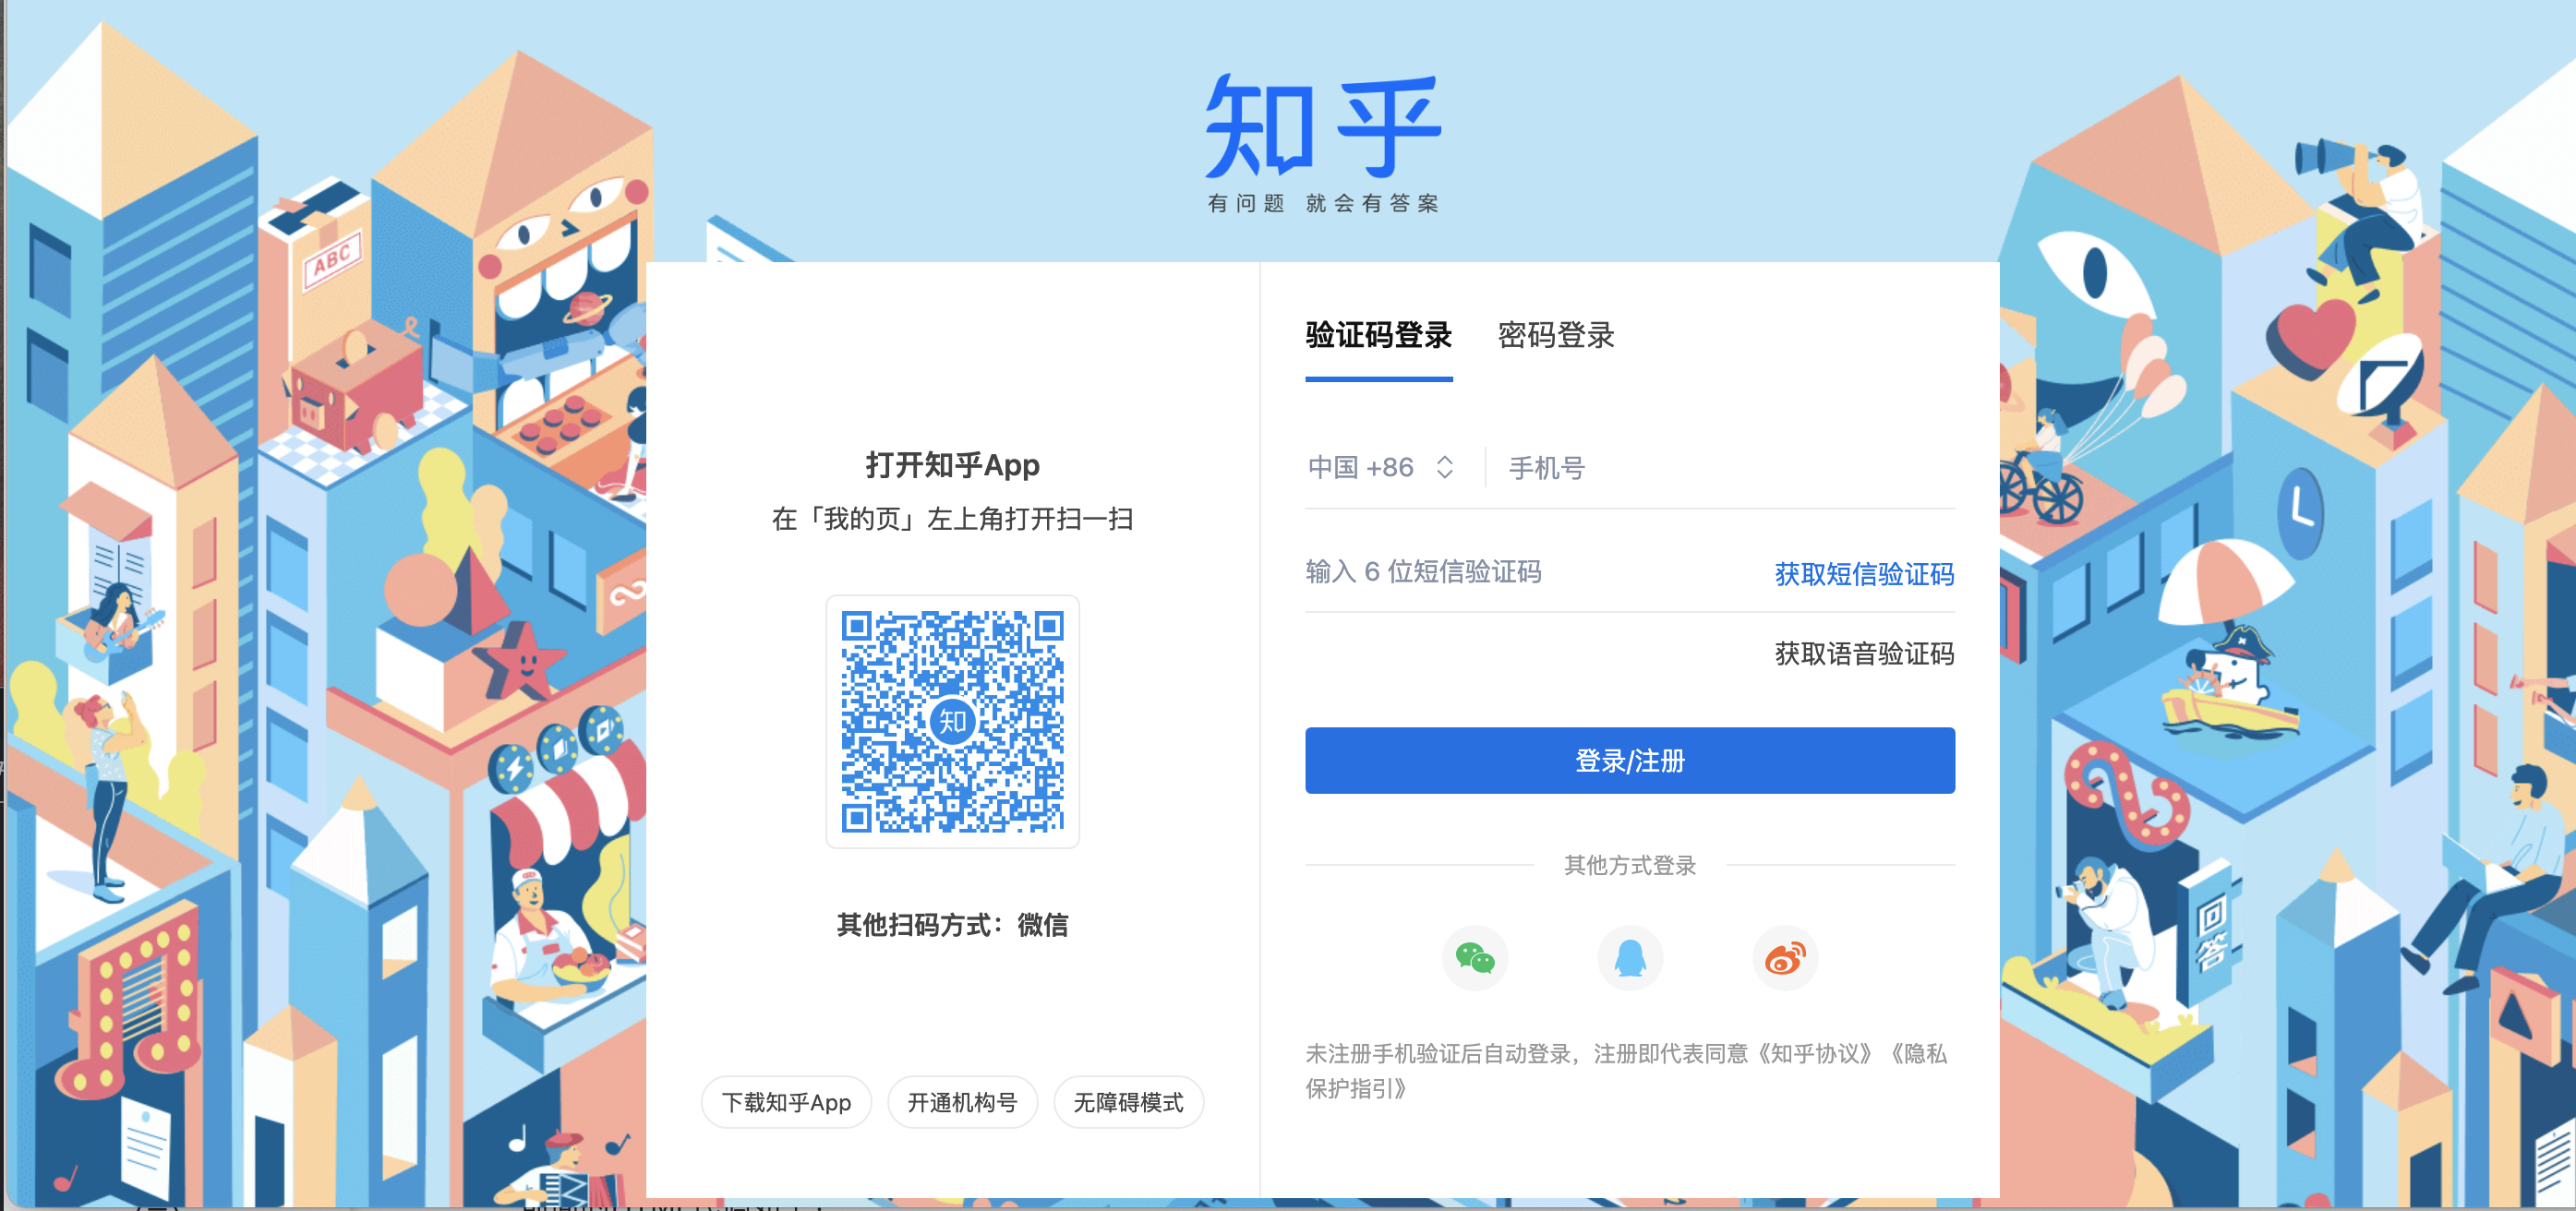 知乎
有问题 就会有答案
ABC
打开知乎App
在「我的页」左上角打开扫一扫
知
其他扫码方式：微信
下载知乎App
开通机构号
无障碍模式
验证码登录 密码登录
中国 +86 手机号
输入 6 位短信验证码 获取短信验证码
获取语音验证码
登录/注册
其他方式登录
未注册手机验证后自动登录，注册即代表同意《知乎协议》《隐私
保护指引》
回答